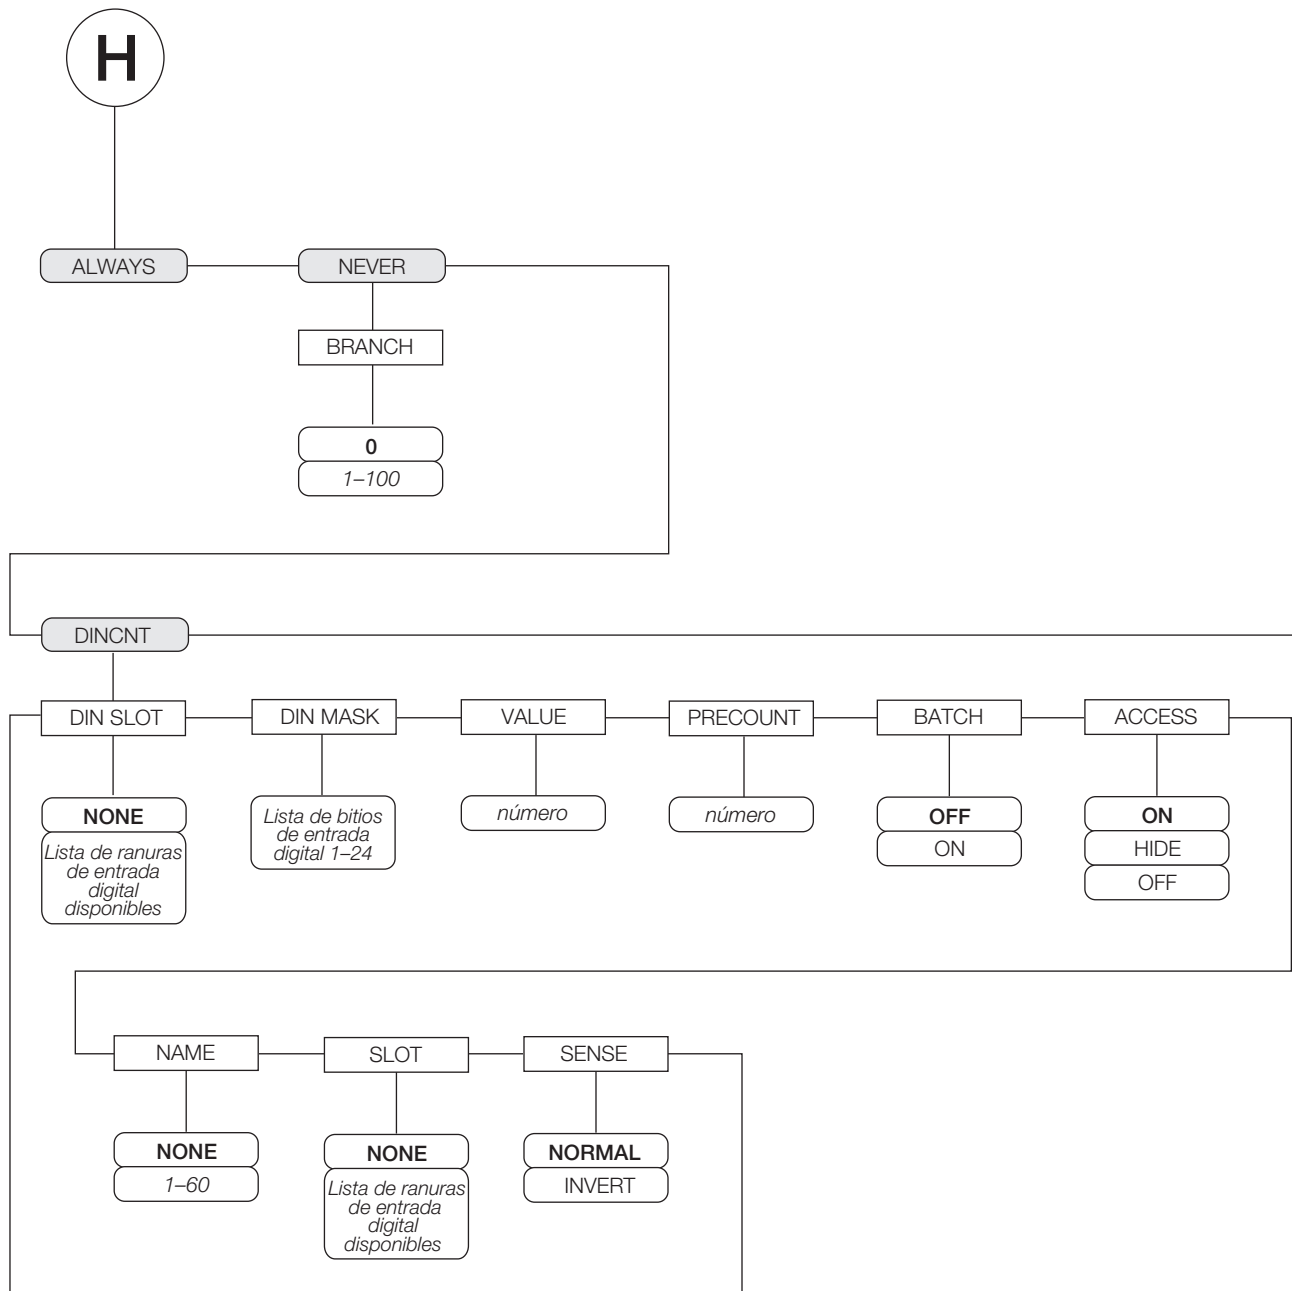 H
ALWAYS
NEVER
BRANCH
0
1–100
DINCNT
DIN SLOT
DIN MASK
VALUE
PRECOUNT
BATCH
ACCESS
NONE
Lista de ranuras
de entrada
digital
disponibles
Lista de bitios
de entrada
digital 1–24
número
número
OFF
ON
ON
HIDE
OFF
NAME
SLOT
SENSE
NONE
1–60
NONE
Lista de ranuras
de entrada
digital
disponibles
NORMAL
INVERT